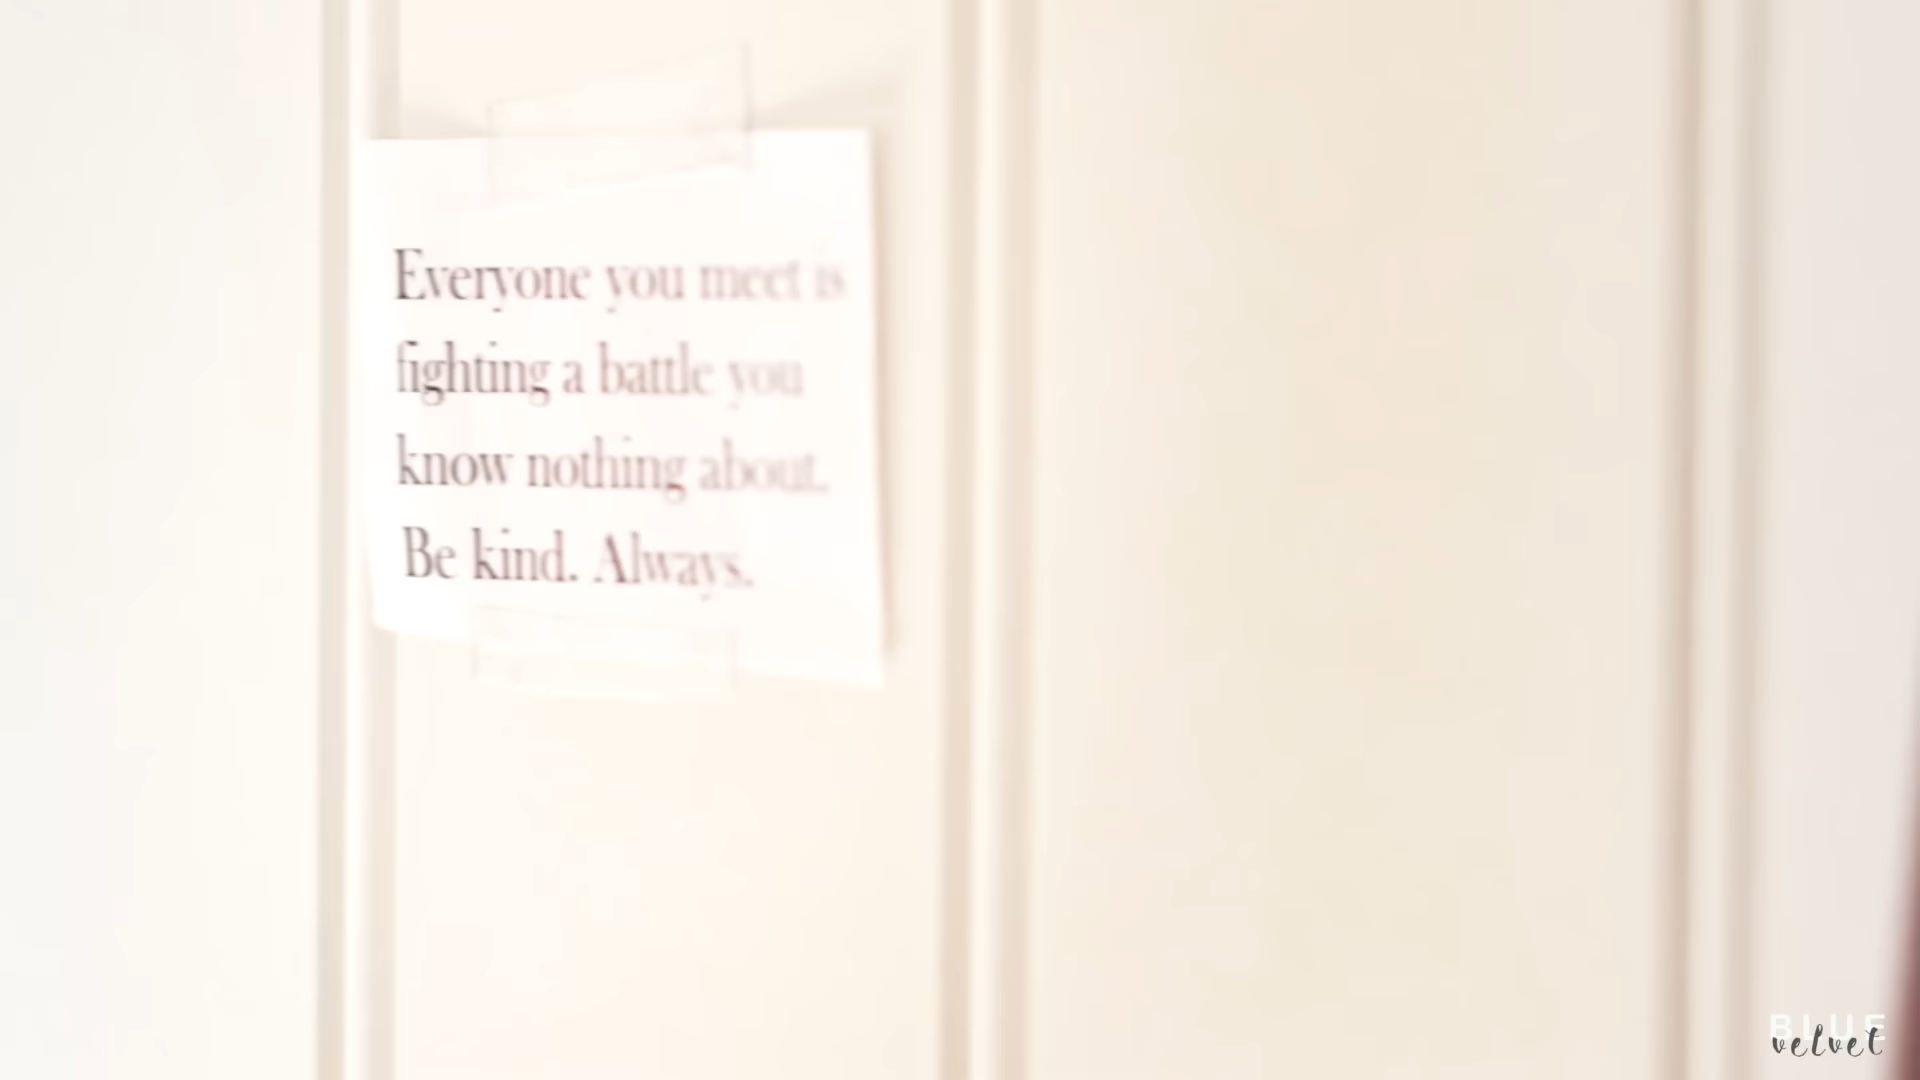 Everyone you meet is
fighting a battle you
know nothing about.
Be kind. Always.
BLUE
velvet